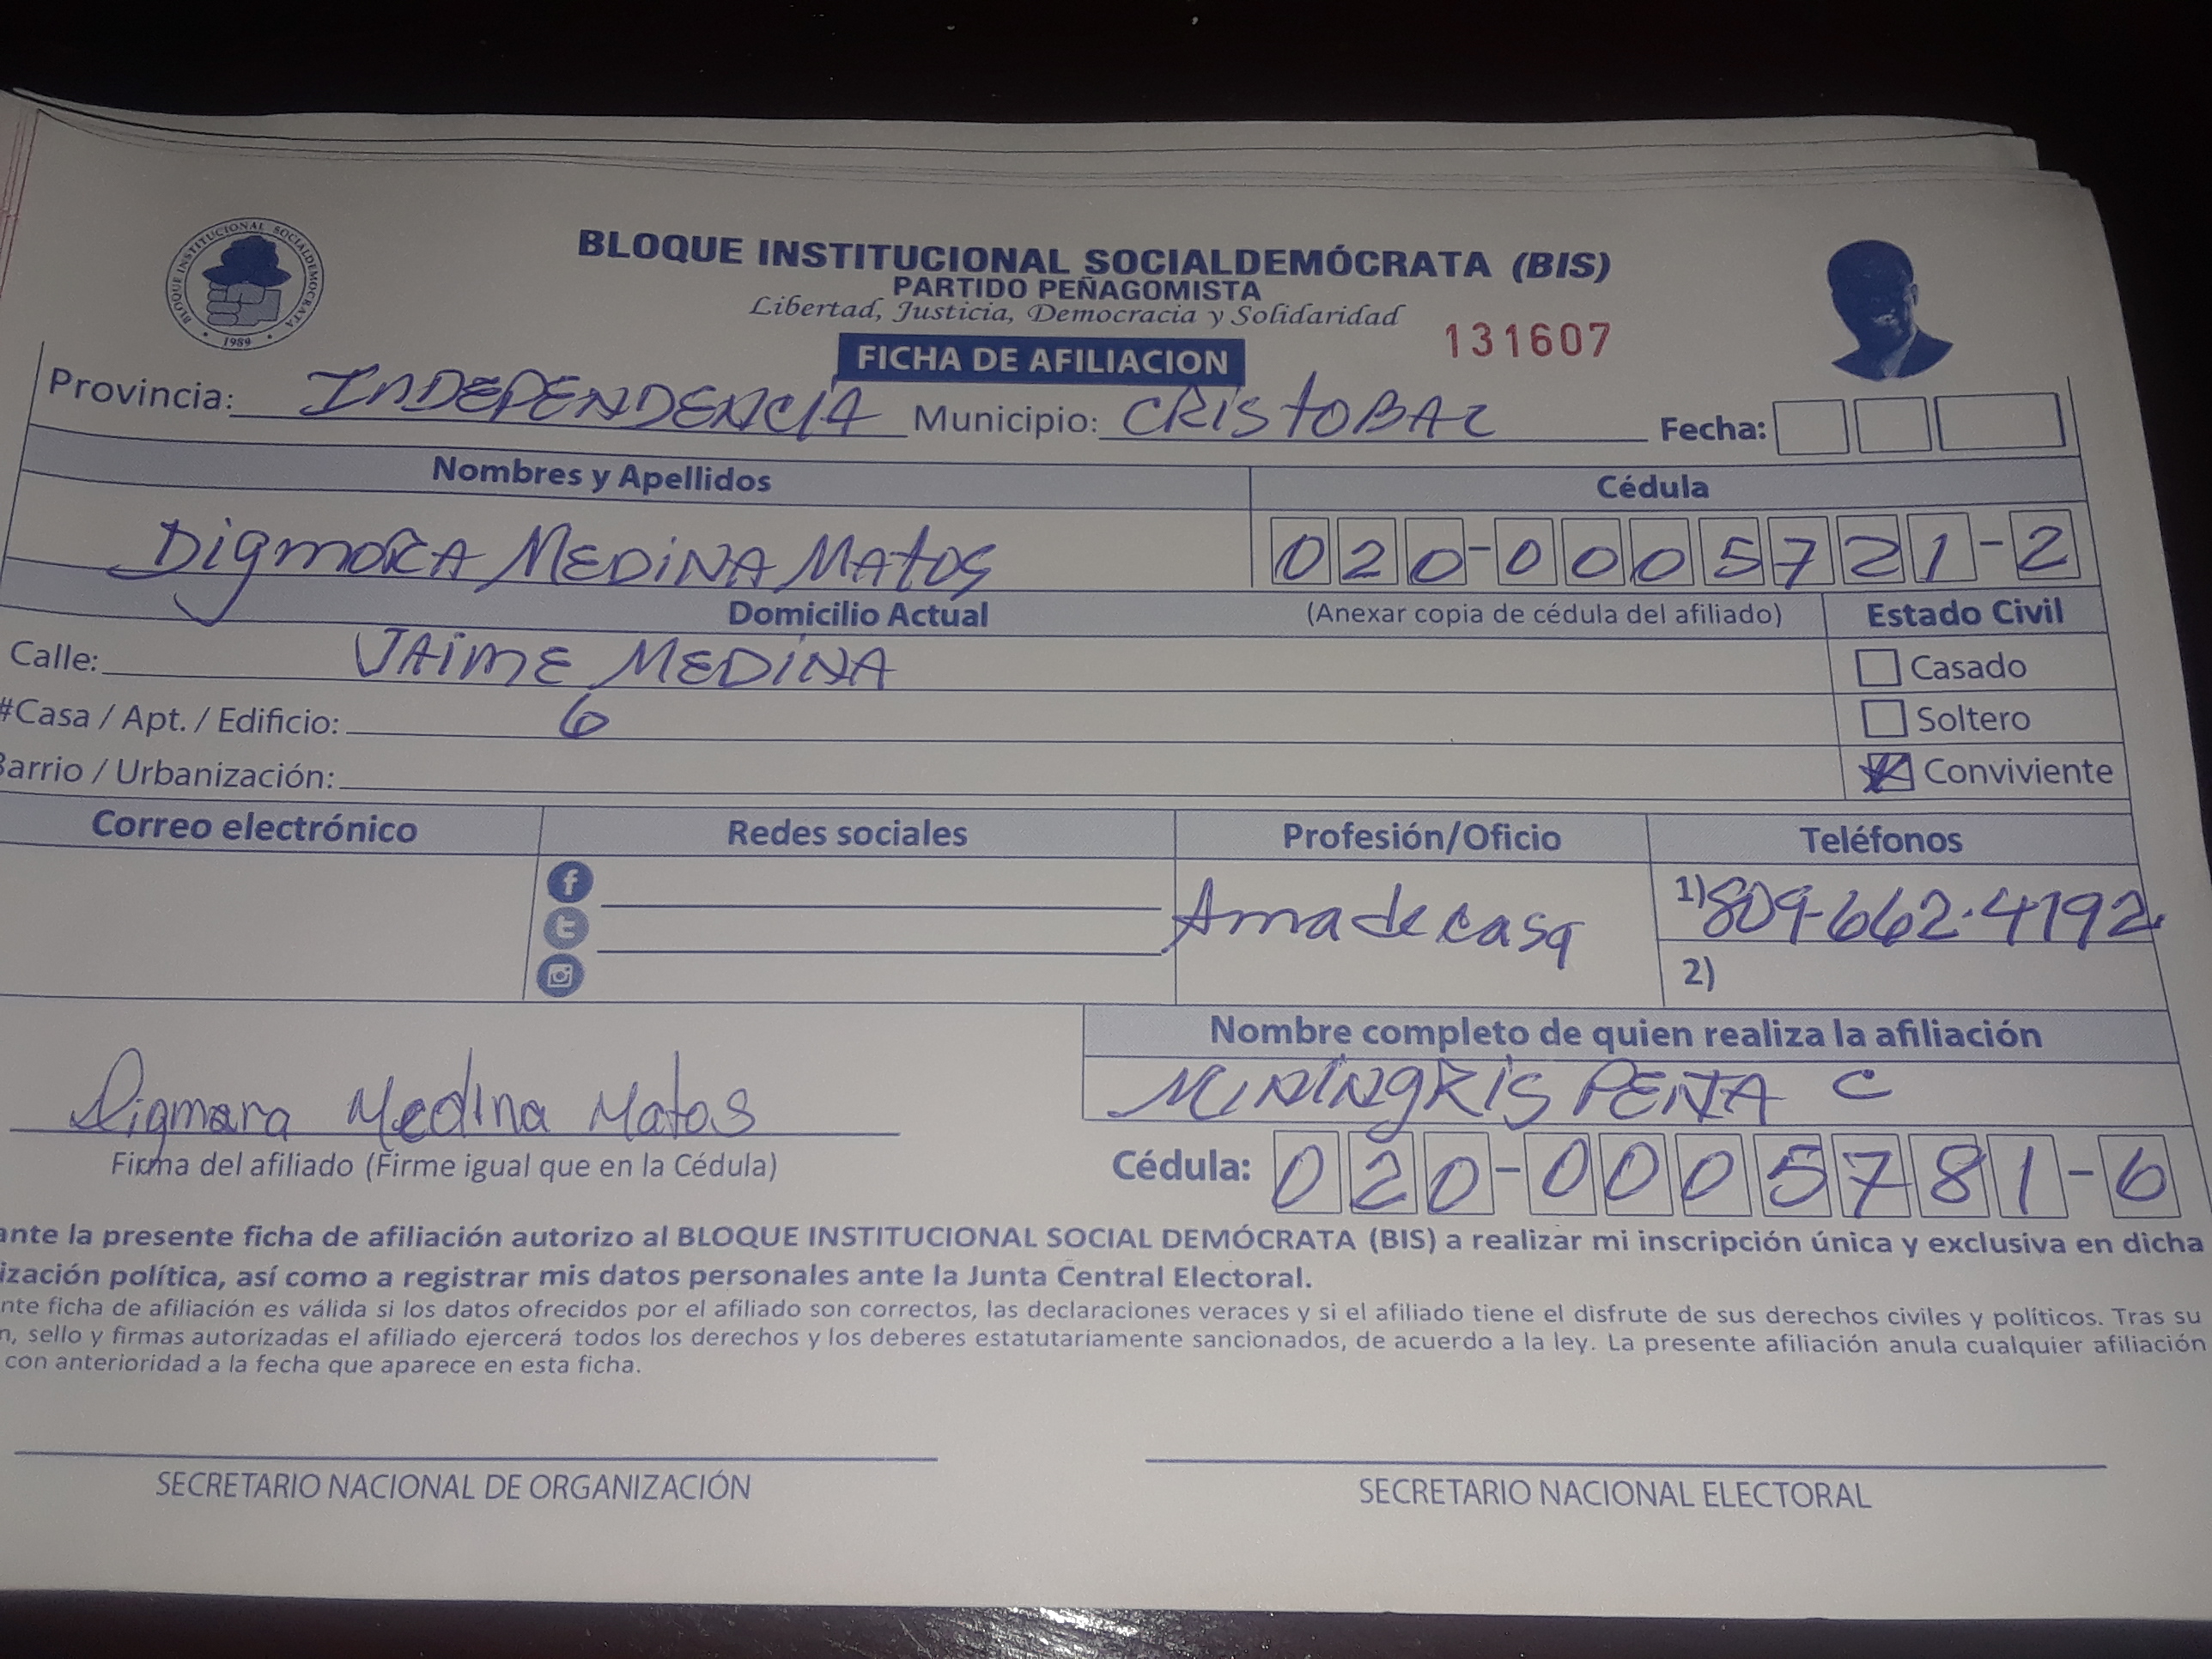 BLOQUE INSTITUCIONAL SOCIALDEMOCRATA
1989
BLOQUE INSTITUCIONAL SOCIALDEMÓCRATA (BIS)
PARTIDO PEÑAGOMISTA
Libertad, Justicia, Democracia y Solidaridad
131607
FICHA DE AFILIACION
Provincia: INDEPENDENCIA Municipio: CRISTOBAL Fecha:
Nombres y Apellidos Cédula
DigmoRA MEDiNA MAtos 020-0005721-2
Domicilio Actual (Anexar copia de cédula del afiliado) Estado Civil
Calle: JAiME MEDiNA Casado
#Casa / Apt. / Edificio: 6 Soltero
Barrio / Urbanización: Conviviente
Correo electrónico Redes sociales Profesión/Oficio Teléfonos
Ama de casa 1) 809-662-4192
2)
Nombre completo de quien realiza la afiliación
MiNiNgRis PEÑA C
Digmara Medina Matos
Firma del afiliado (Firme igual que en la Cédula) Cédula: 020-0005781-6
ante la presente ficha de afiliación autorizo al BLOQUE INSTITUCIONAL SOCIAL DEMÓCRATA (BIS) a realizar mi inscripción única y exclusiva en dicha
ización política, así como a registrar mis datos personales ante la Junta Central Electoral.
nte ficha de afiliación es válida si los datos ofrecidos por el afiliado son correctos, las declaraciones veraces y si el afiliado tiene el disfrute de sus derechos civiles y políticos. Tras su
n, sello y firmas autorizadas el afiliado ejercerá todos los derechos y los deberes estatutariamente sancionados, de acuerdo a la ley. La presente afiliación anula cualquier afiliación
con anterioridad a la fecha que aparece en esta ficha.
SECRETARIO NACIONAL DE ORGANIZACIÓN SECRETARIO NACIONAL ELECTORAL